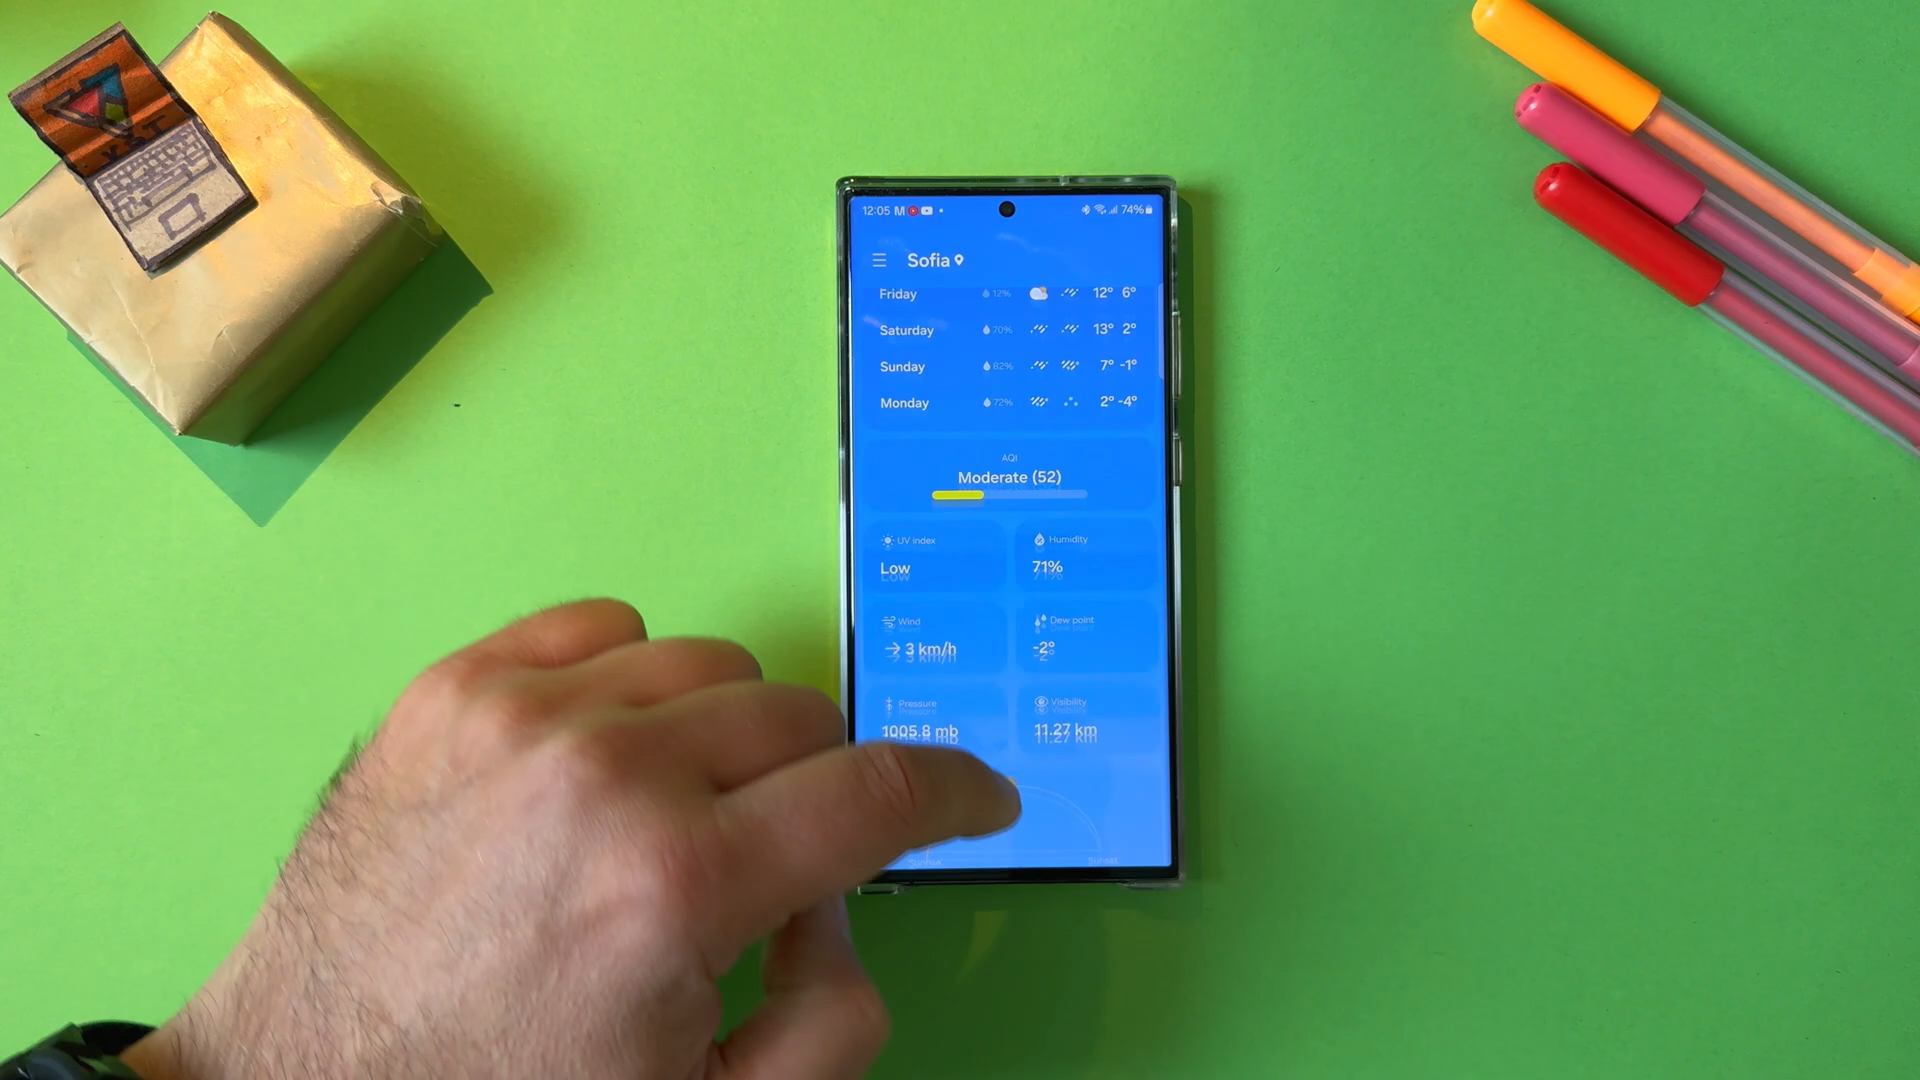 12:05 M
74%
Sofia
Friday 12% 12° 6°
Saturday 70% 13° 2°
Sunday 82% 7° -1°
Monday 72% 2° -4°
AQI
Moderate (52)
UV index
Low
Humidity
71%
Wind
→ 3 km/h
Dew point
-2°
Pressure
1005.8 mb
Visibility
11.27 km
Sunrise
Sunset